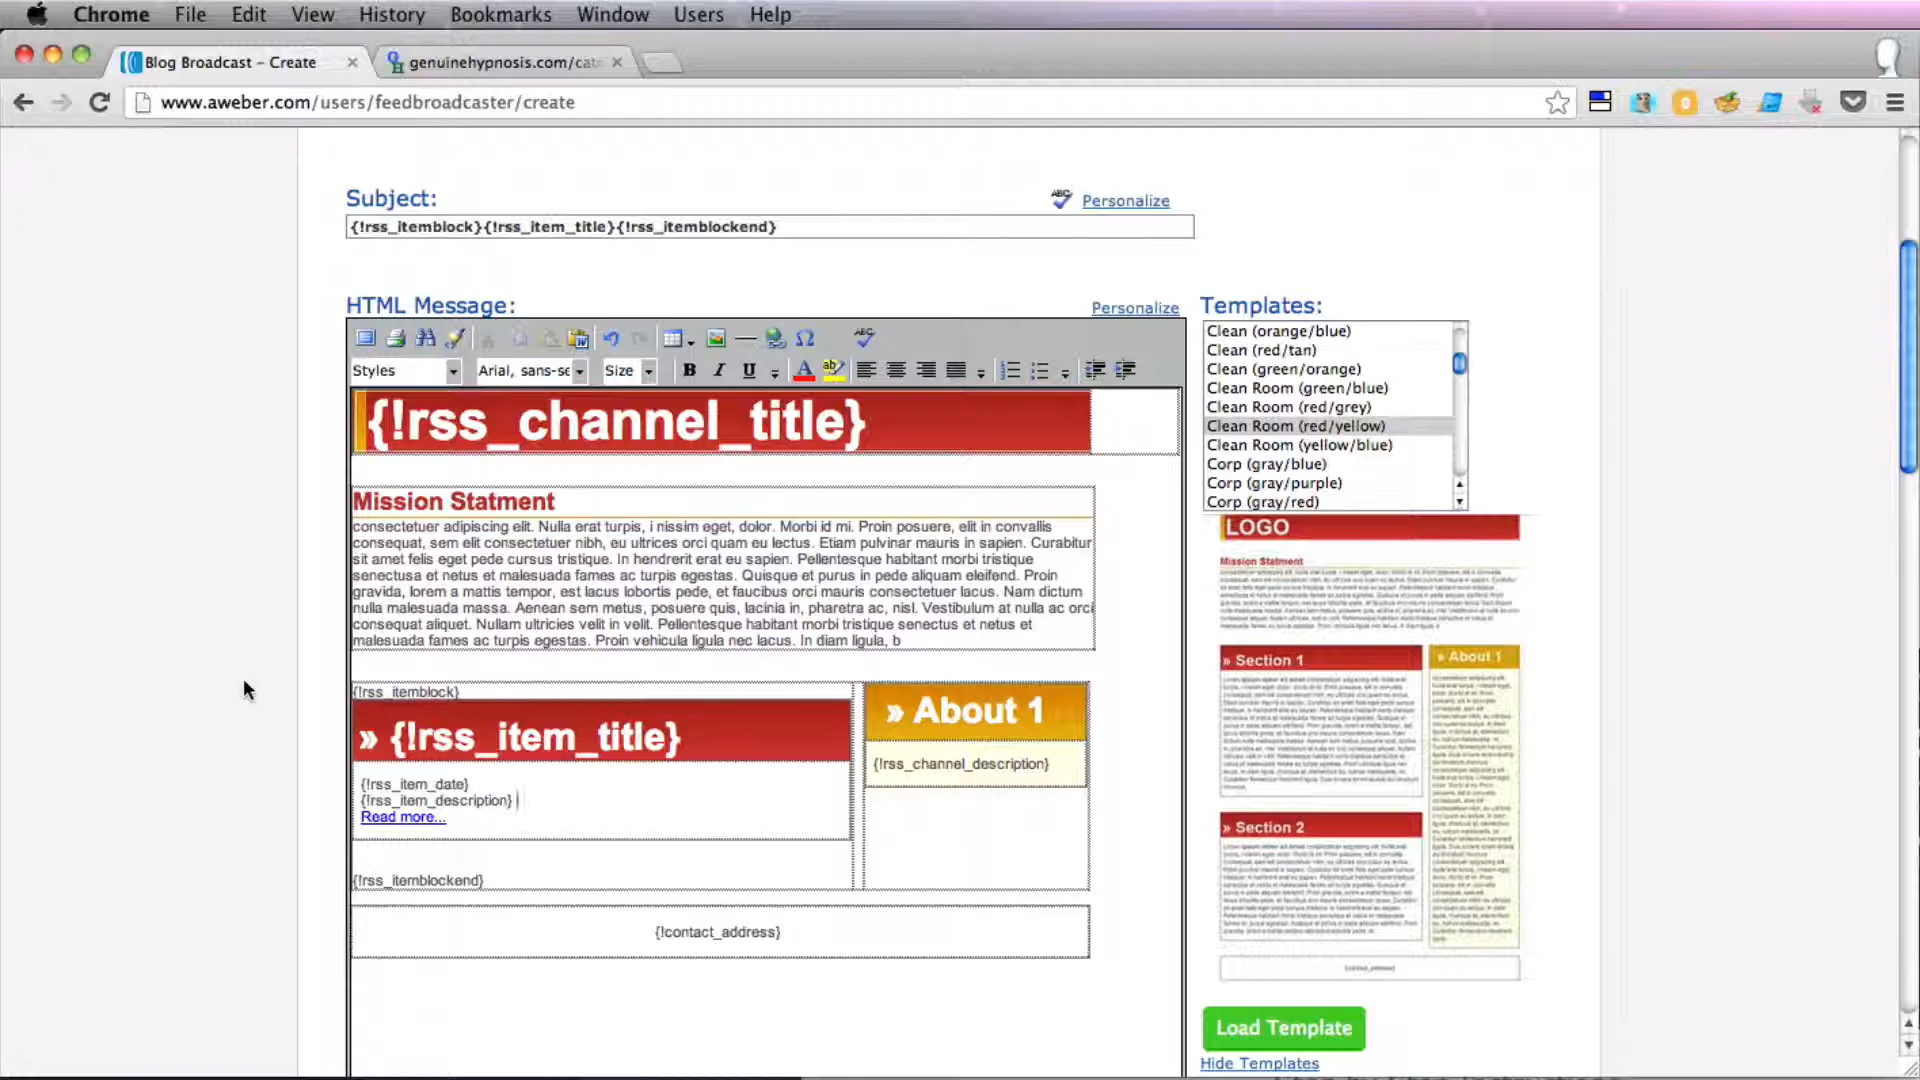 Chrome File Edit View History Bookmarks Window Users Help
Blog Broadcast – Create
genuinehypnosis.com/cat
www.aweber.com/users/feedbroadcaster/create
Subject:
Personalize
{!rss_itemblock}{!rss_item_title}{!rss_itemblockend}
HTML Message:
Personalize
Templates:
Styles Arial, sans-se Size B I U
Clean (orange/blue)
Clean (red/tan)
Clean (green/orange)
Clean Room (green/blue)
Clean Room (red/grey)
Clean Room (red/yellow)
Clean Room (yellow/blue)
Corp (gray/blue)
Corp (gray/purple)
Corp (gray/red)
{!rss_channel_title}
Mission Statment
consectetuer adipiscing elit. Nulla erat turpis, i nissim eget, dolor. Morbi id mi. Proin posuere, elit in convallis
consequat, sem elit consectetuer nibh, eu ultrices orci quam eu lectus. Etiam pulvinar mauris in sapien. Curabitur
sit amet felis eget pede cursus tristique. In hendrerit erat eu sapien. Pellentesque habitant morbi tristique
senectusa et netus et malesuada fames ac turpis egestas. Quisque et purus in pede aliquam eleifend. Proin
gravida, lorem a mattis tempor, est lacus lobortis pede, et faucibus orci mauris consectetuer lacus. Nam dictum
nulla malesuada massa. Aenean sem metus, posuere quis, lacinia in, pharetra ac, nisl. Vestibulum at nulla ac orci
consequat aliquet. Nullam ultricies velit in velit. Pellentesque habitant morbi tristique senectus et netus et
malesuada fames ac turpis egestas. Proin vehicula ligula nec lacus. In diam ligula, b
{!rss_itemblock}
» {!rss_item_title}
{!rss_item_date}
{!rss_item_description}
Read more...
{!rss_itemblockend}
» About 1
{!rss_channel_description}
{!contact_address}
LOGO
Mission Statment
» Section 1
» About 1
» Section 2
Load Template
Hide Templates